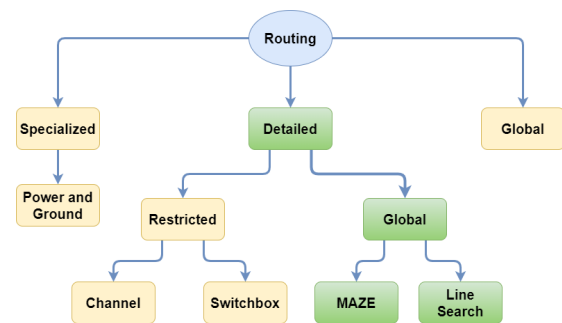 Routing
Specialized
Detailed
Global
Power and
Ground
Restricted
Global
Channel
Switchbox
MAZE
Line
Search